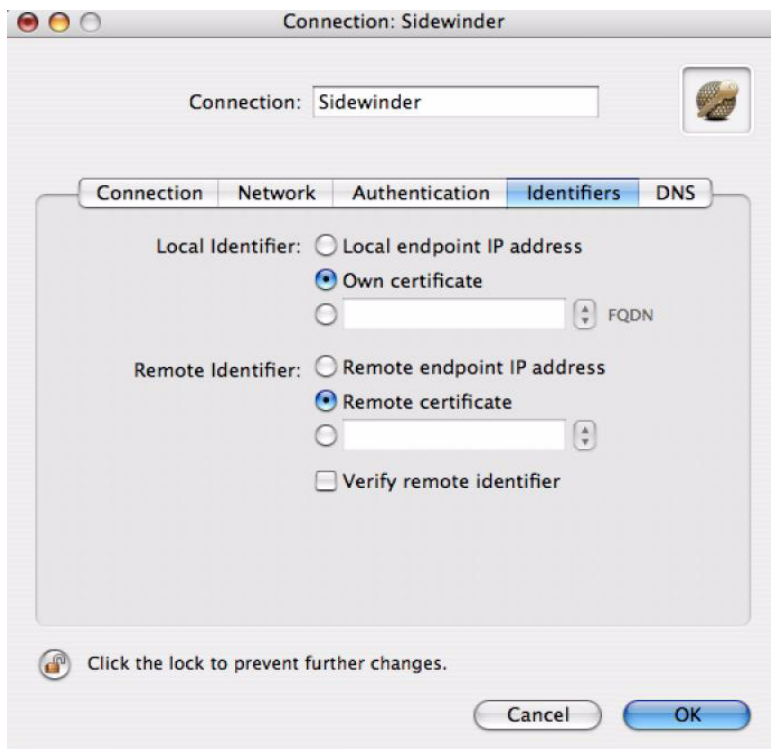 Connection: Sidewinder
Connection: Sidewinder
Connection Network Authentication Identifiers DNS
Local Identifier: Local endpoint IP address
Own certificate
FQDN
Remote Identifier: Remote endpoint IP address
Remote certificate
Verify remote identifier
Click the lock to prevent further changes.
Cancel OK